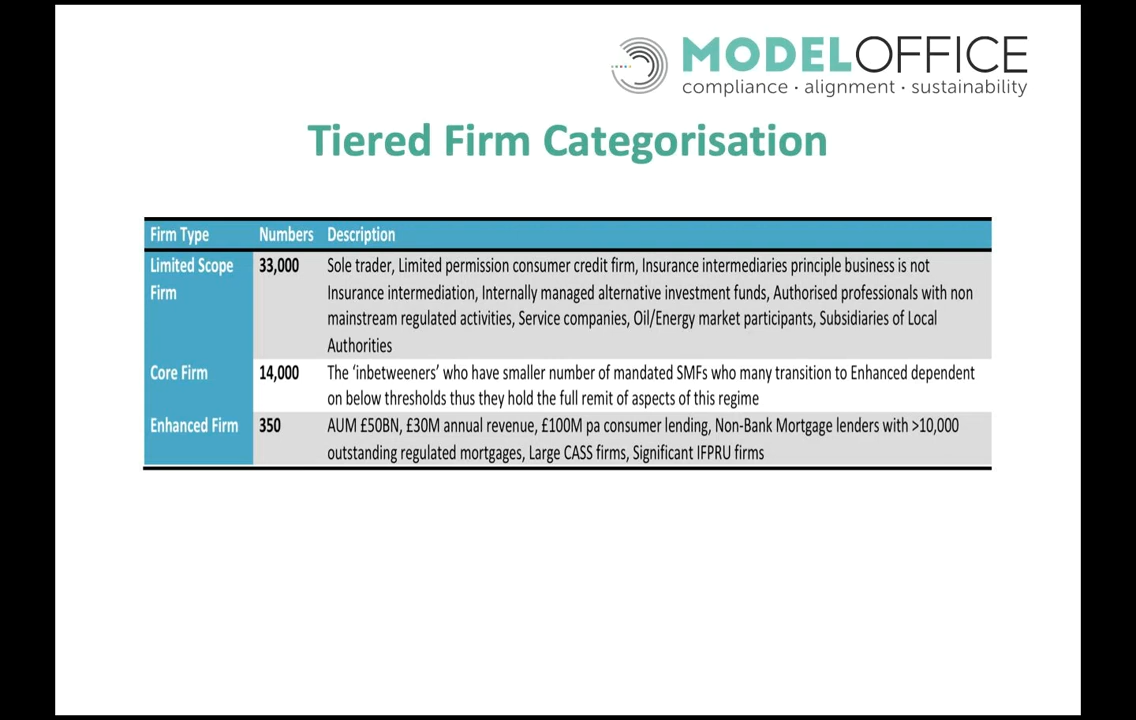 MODELOFFICE
compliance · alignment · sustainability
Tiered Firm Categorisation
Firm Type Numbers Description
Limited Scope 33,000 Sole trader, Limited permission consumer credit firm, Insurance intermediaries principle business is not
Firm Insurance intermediation, Internally managed alternative investment funds, Authorised professionals with non
mainstream regulated activities, Service companies, Oil/Energy market participants, Subsidiaries of Local
Authorities
Core Firm 14,000 The ‘inbetweeners’ who have smaller number of mandated SMFs who many transition to Enhanced dependent
on below thresholds thus they hold the full remit of aspects of this regime
Enhanced Firm 350 AUM £50BN, £30M annual revenue, £100M pa consumer lending, Non-Bank Mortgage lenders with >10,000
outstanding regulated mortgages, Large CASS firms, Significant IFPRU firms